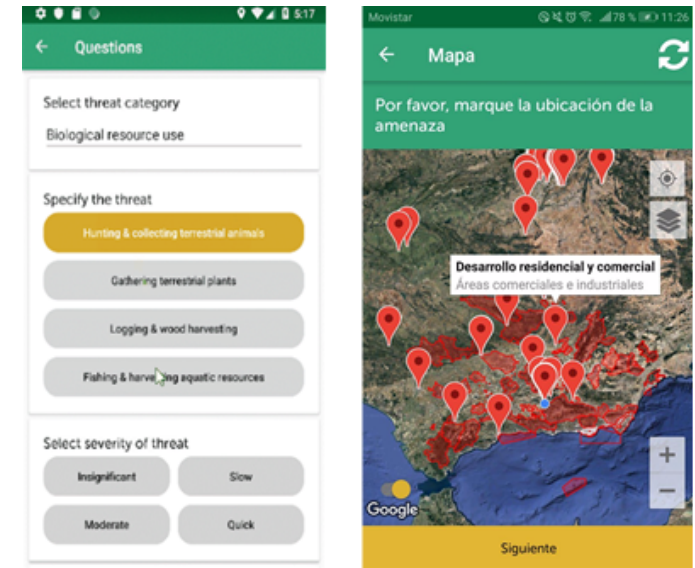 5:17
Questions
Select threat category
Biological resource use
Specify the threat
Hunting & collecting terrestrial animals
Gathering terrestrial plants
Logging & wood harvesting
Fishing & harvesting aquatic resources
Select severity of threat
Insignificant
Slow
Moderate
Quick
Movistar
78 %
11:26
Mapa
Por favor, marque la ubicación de la
amenaza
Desarrollo residencial y comercial
Áreas comerciales e industriales
+
−
Google
Siguiente